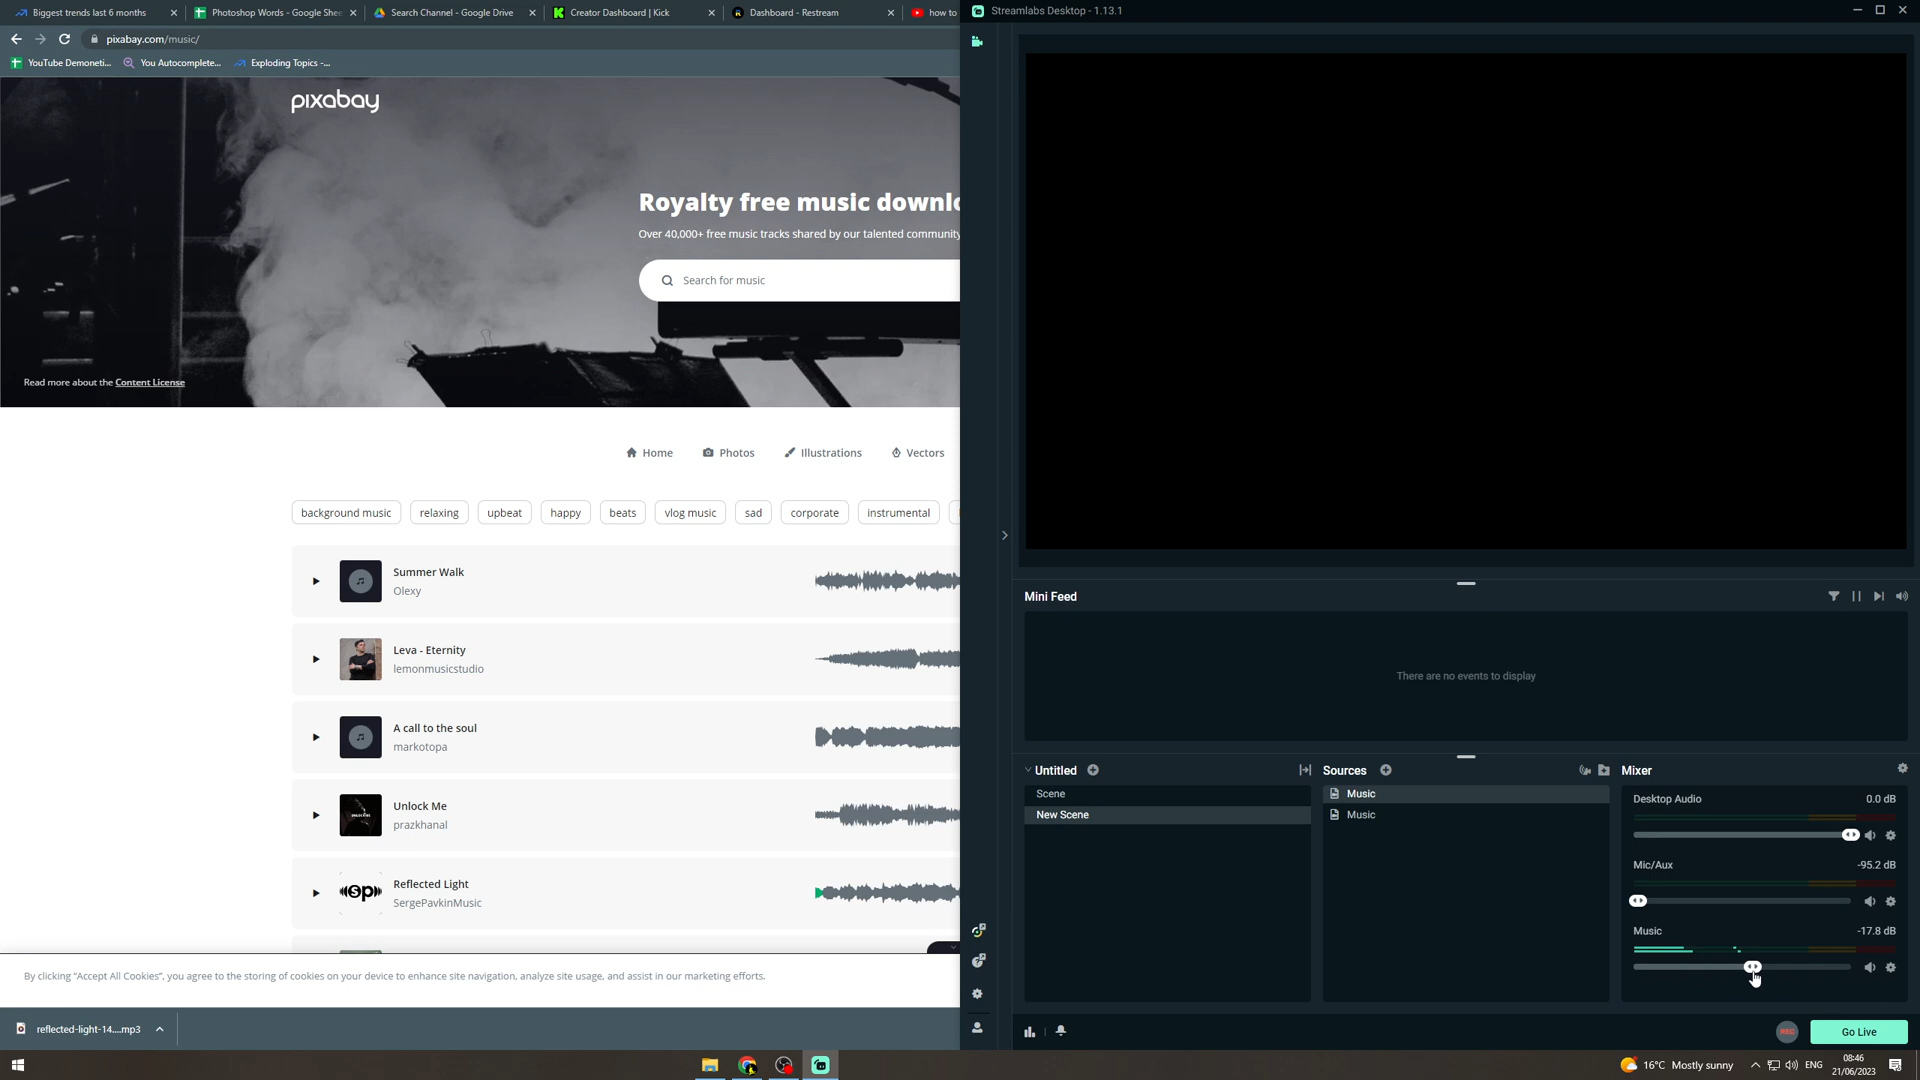 Biggest trends last 6 months
Photoshop Words - Google Shee
Search Channel - Google Drive
Creator Dashboard | Kick
Dashboard - Restream
how to
Streamlabs Desktop - 1.13.1
pixabay.com/music/
YouTube Demoneti...
You Autocomplete...
Exploding Topics -...
pixabay
Royalty free music downlo
Over 40,000+ free music tracks shared by our talented community
Search for music
Read more about the Content License
Home
Photos
Illustrations
Vectors
background music
relaxing
upbeat
happy
beats
vlog music
sad
corporate
instrumental
Summer Walk
Olexy
Leva - Eternity
lemonmusicstudio
A call to the soul
markotopa
Unlock Me
prazkhanal
Reflected Light
SergePavkinMusic
By clicking "Accept All Cookies", you agree to the storing of cookies on your device to enhance site navigation, analyze site usage, and assist in our marketing efforts.
reflected-light-14....mp3
Mini Feed
There are no events to display
Untitled
Scene
New Scene
Sources
Music
Music
Mixer
Desktop Audio
0.0 dB
Mic/Aux
-95.2 dB
Music
-17.8 dB
REC
Go Live
16°C Mostly sunny
ENG
08:46
21/06/2023